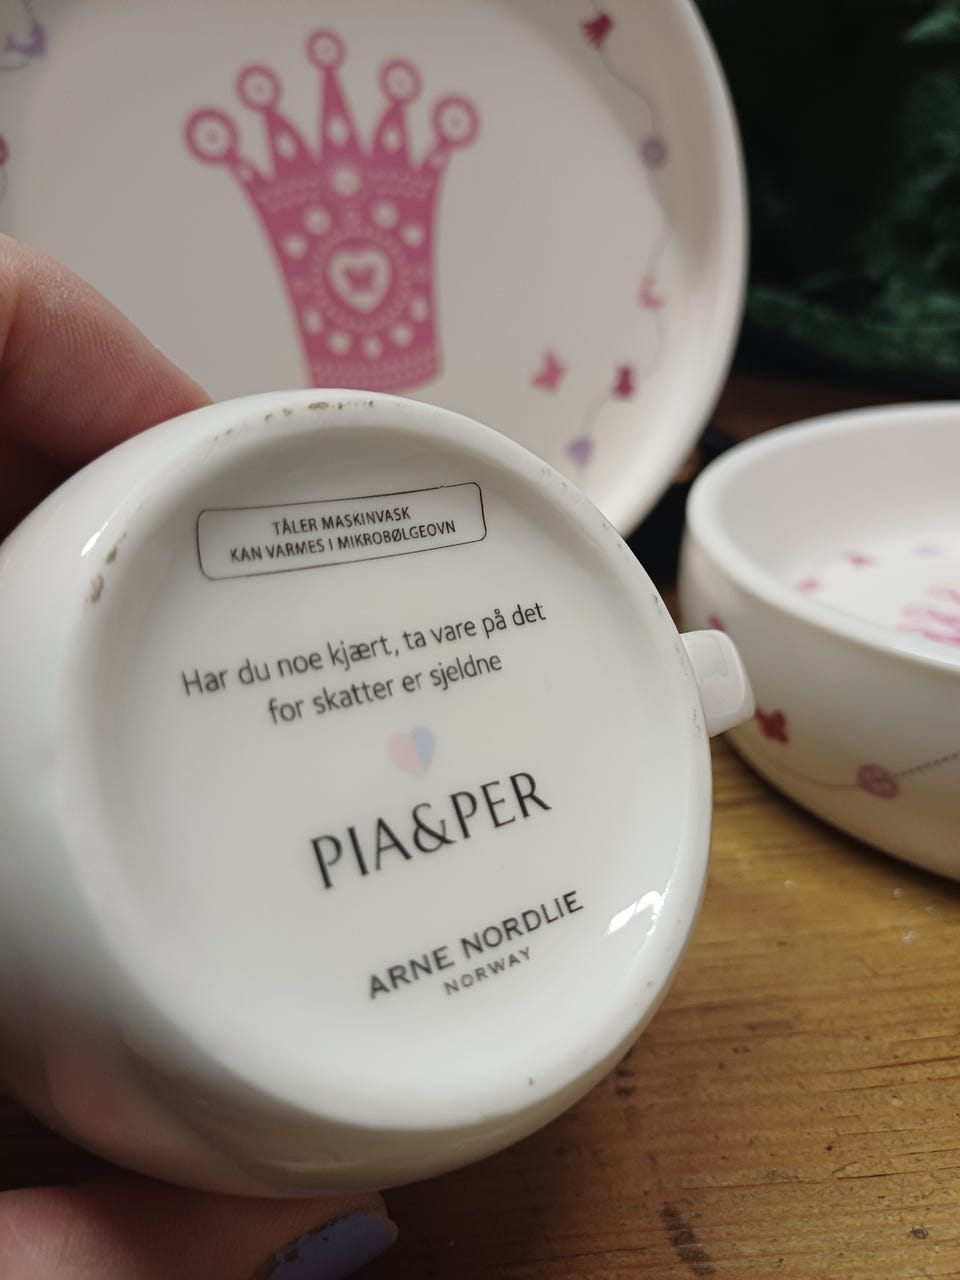 TÅLER MASKINVASK
KAN VARMES I MIKROBØLGEOVN
Har du noe kjært, ta vare på det
for skatter er sjeldne
PIA&PER
ARNE NORDLIE
NORWAY